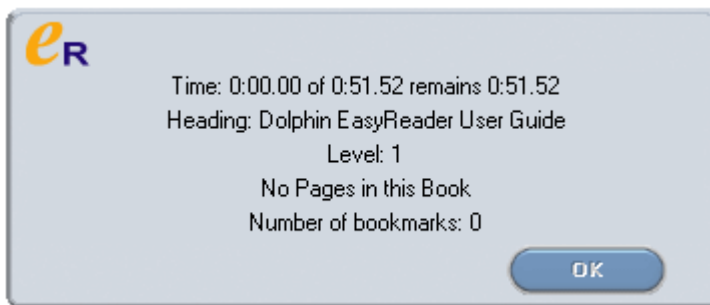 eR
Time: 0:00.00 of 0:51.52 remains 0:51.52
Heading: Dolphin EasyReader User Guide
Level: 1
No Pages in this Book
Number of bookmarks: 0
OK